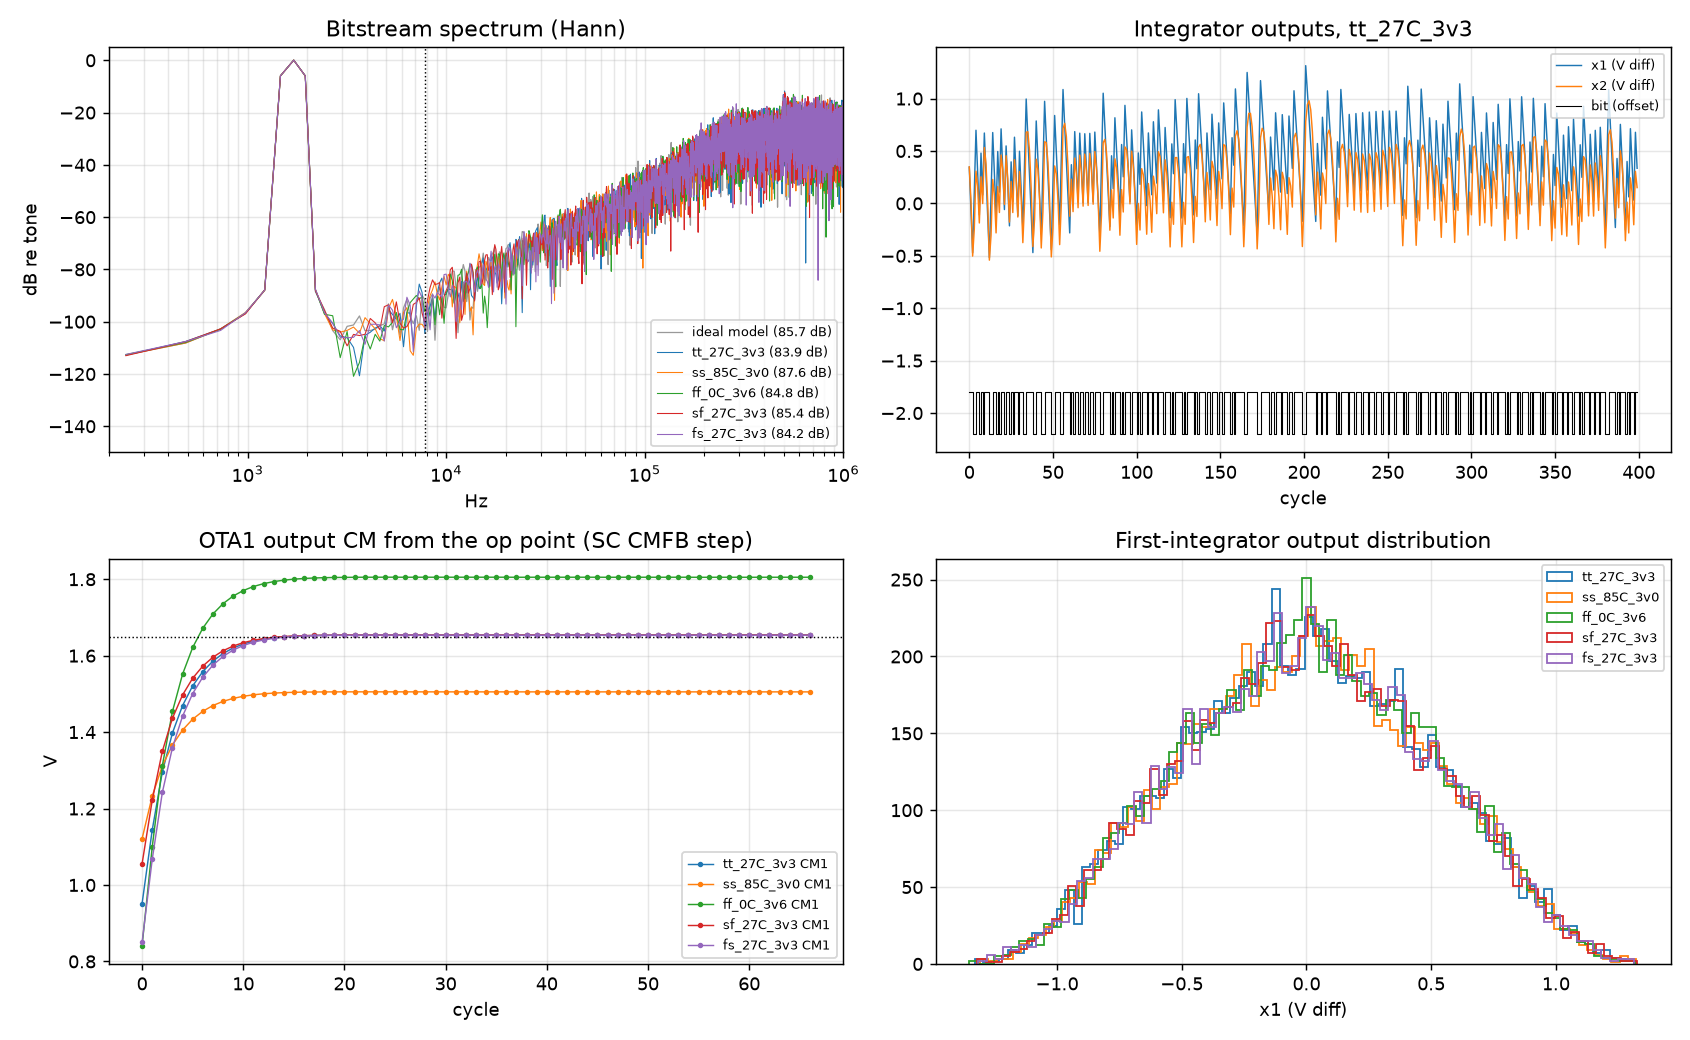 Bitstream spectrum (Hann)
0
−20
−40
−60
−80
−100
−120
−140
dB re tone
10³
10⁴
10⁵
10⁶
Hz
ideal model (85.7 dB)
tt_27C_3v3 (83.9 dB)
ss_85C_3v0 (87.6 dB)
ff_0C_3v6 (84.8 dB)
sf_27C_3v3 (85.4 dB)
fs_27C_3v3 (84.2 dB)
Integrator outputs, tt_27C_3v3
1.0
0.5
0.0
−0.5
−1.0
−1.5
−2.0
0
50
100
150
200
250
300
350
400
cycle
x1 (V diff)
x2 (V diff)
bit (offset)
OTA1 output CM from the op point (SC CMFB step)
1.8
1.6
1.4
1.2
1.0
0.8
V
0
10
20
30
40
50
60
cycle
tt_27C_3v3 CM1
ss_85C_3v0 CM1
ff_0C_3v6 CM1
sf_27C_3v3 CM1
fs_27C_3v3 CM1
First-integrator output distribution
250
200
150
100
50
0
−1.0
−0.5
0.0
0.5
1.0
x1 (V diff)
tt_27C_3v3
ss_85C_3v0
ff_0C_3v6
sf_27C_3v3
fs_27C_3v3